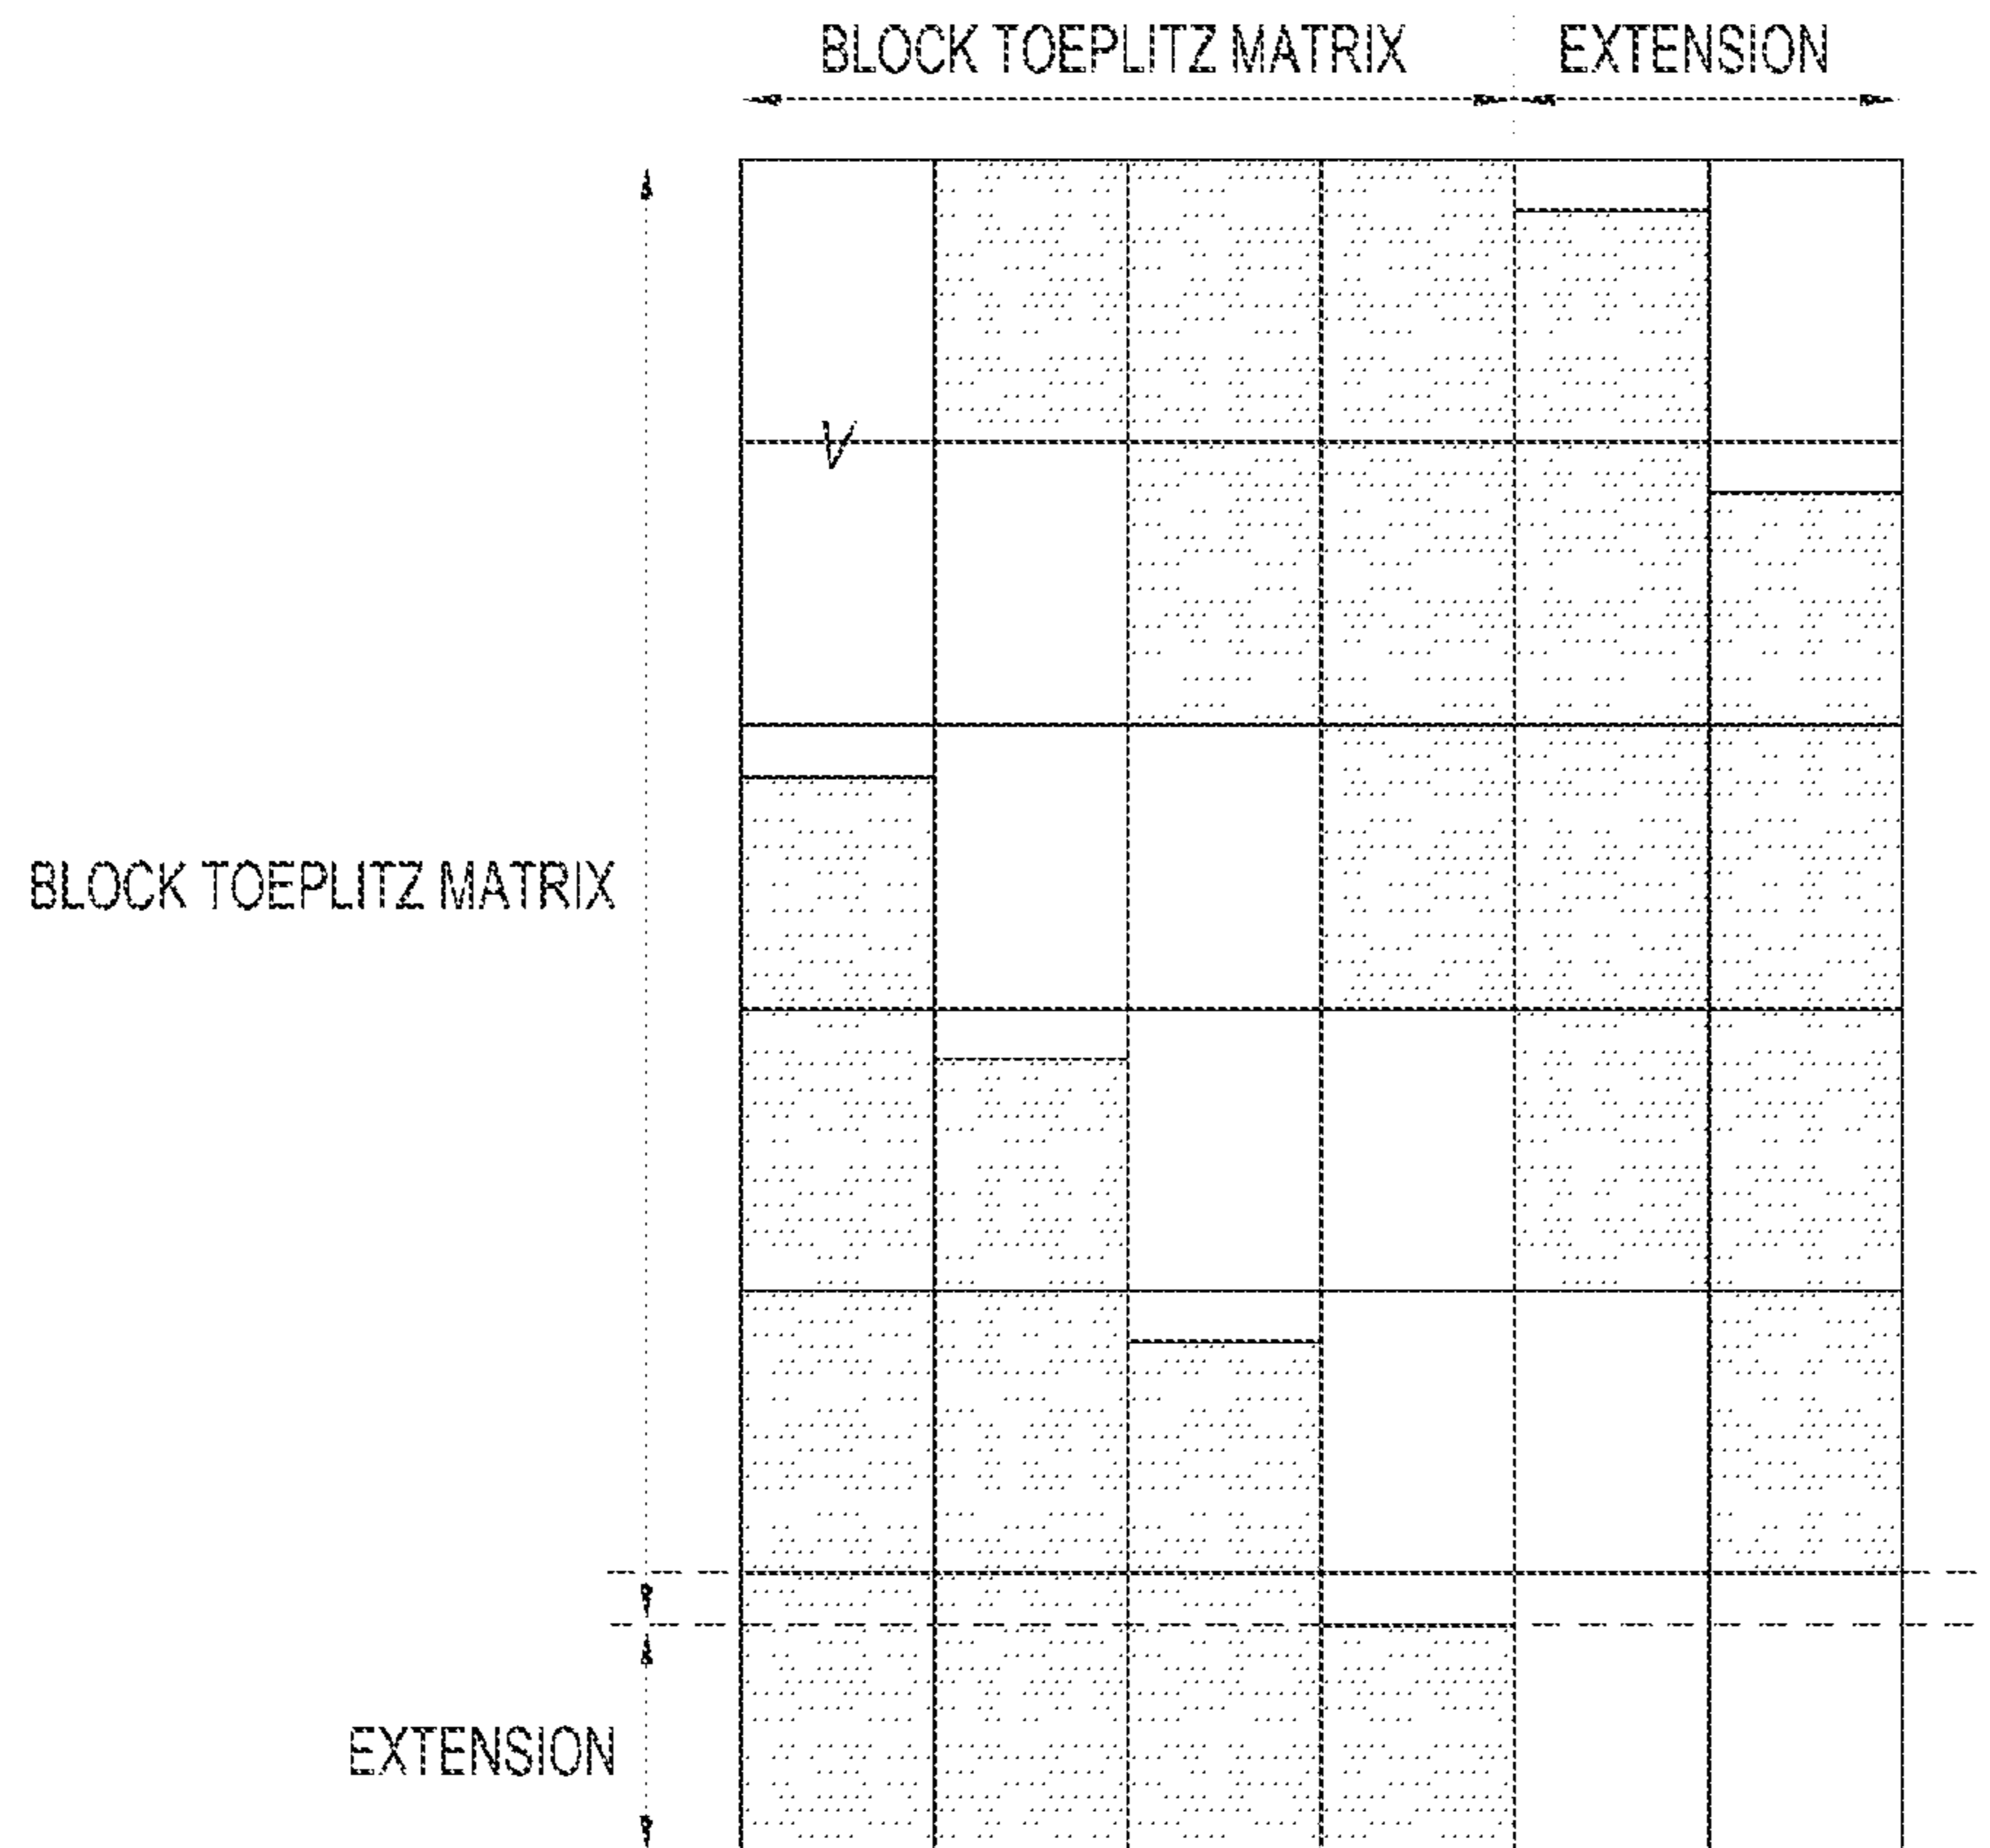 BLOCK TOEPLITZ MATRIX
EXTENSION
V
BLOCK TOEPLITZ MATRIX
EXTENSION